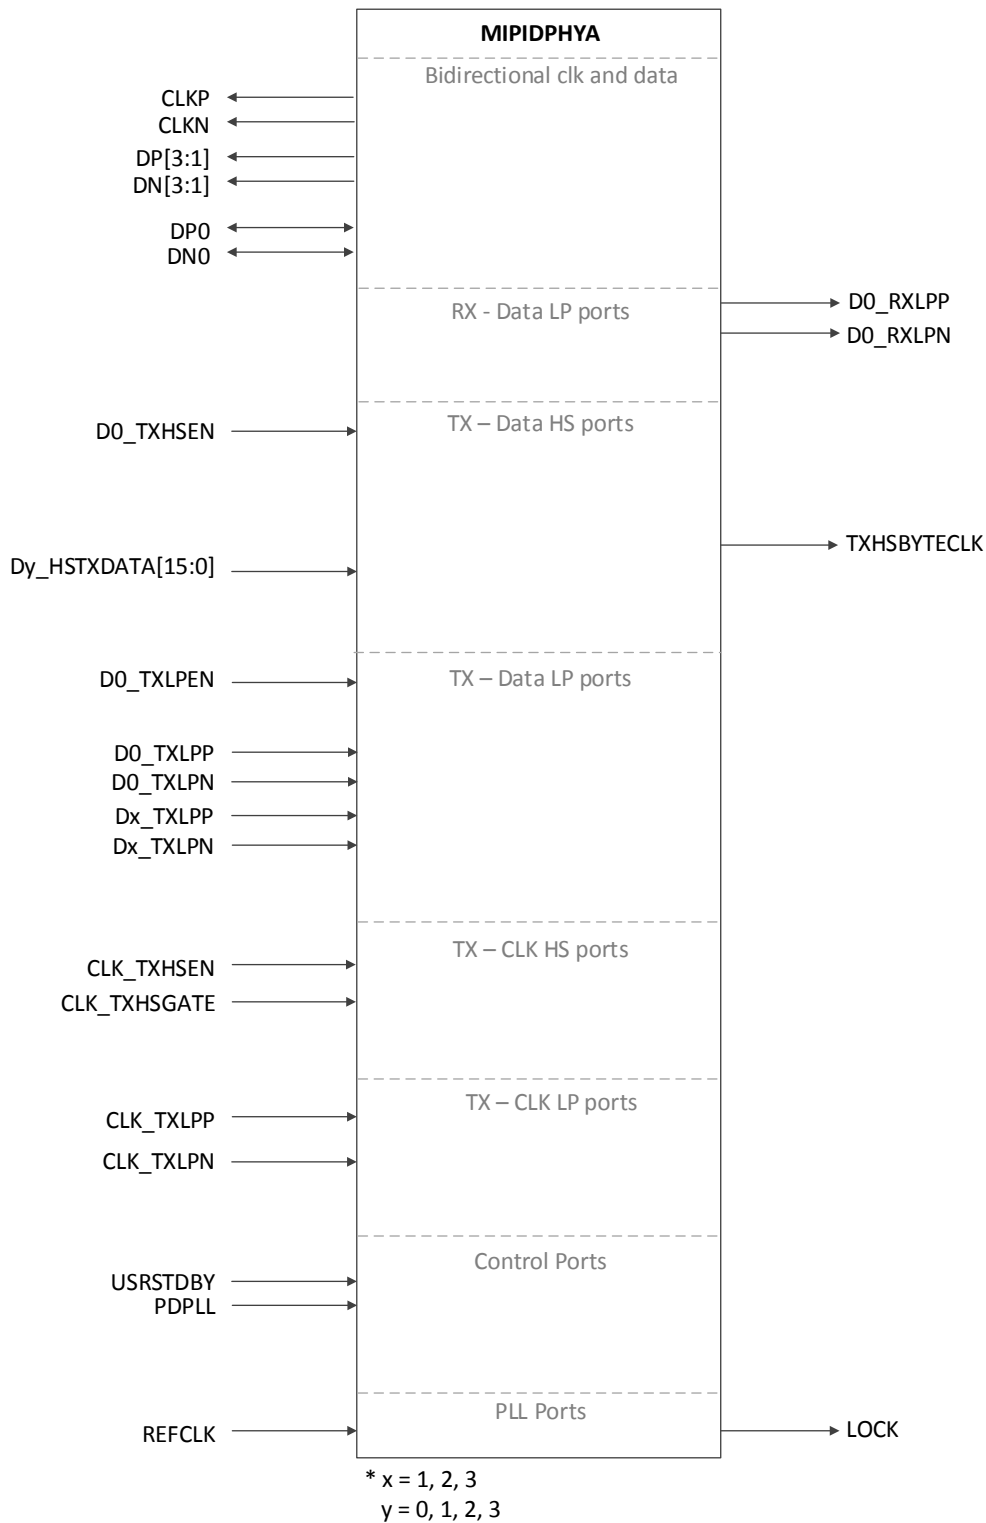 MIPIDPHYA
Bidirectional clk and data
CLKP
CLKN
DP[3:1]
DN[3:1]
DP0
DN0
RX - Data LP ports
D0_RXLPP
D0_RXLPN
TX – Data HS ports
D0_TXHSEN
TXHSBYTECLK
Dy_HSTXDATA[15:0]
TX – Data LP ports
D0_TXLPEN
D0_TXLPP
D0_TXLPN
Dx_TXLPP
Dx_TXLPN
TX – CLK HS ports
CLK_TXHSEN
CLK_TXHSGATE
TX – CLK LP ports
CLK_TXLPP
CLK_TXLPN
Control Ports
USRSTDBY
PDPLL
PLL Ports
REFCLK
LOCK
* x = 1, 2, 3
y = 0, 1, 2, 3